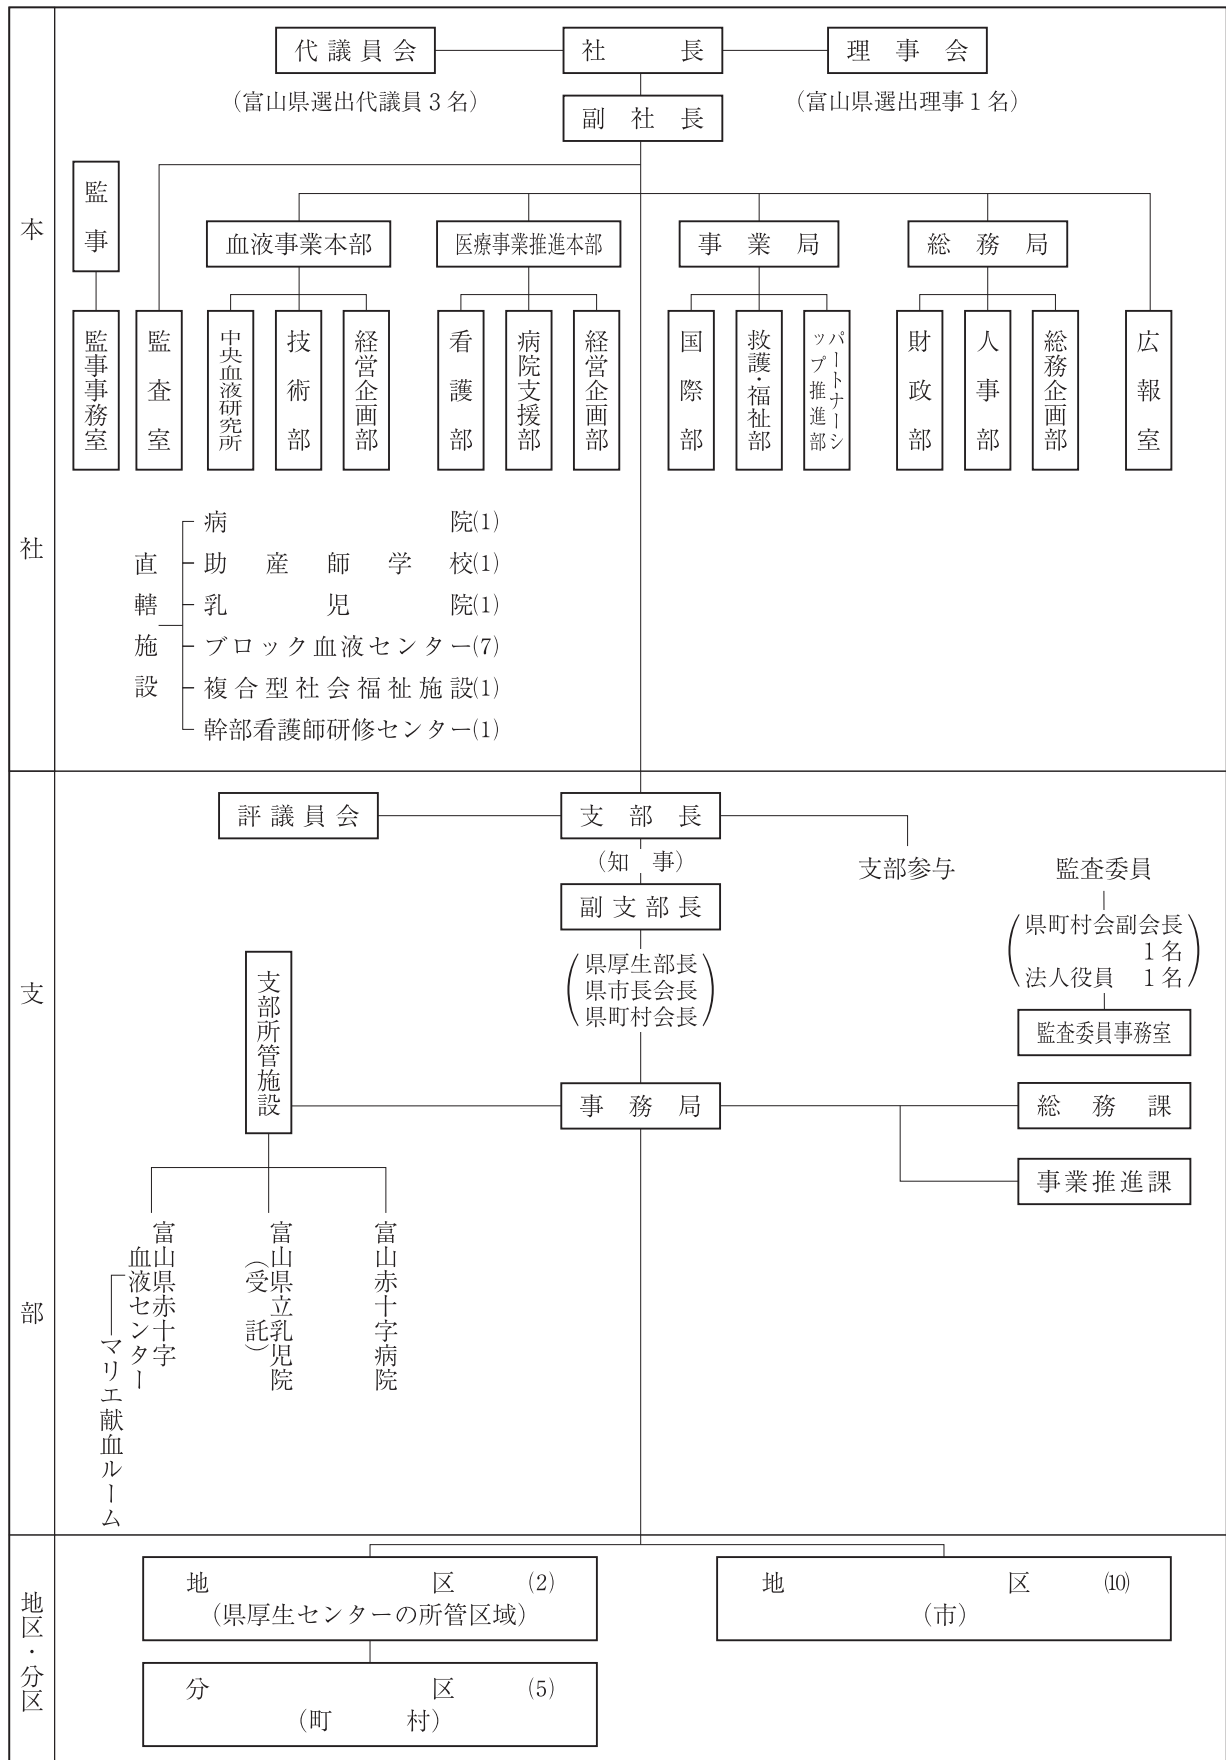 本社
代議員会
社長
理事会
（富山県選出代議員３名）
（富山県選出理事１名）
副社長
監事
血液事業本部
医療事業推進本部
事業局
総務局
監事事務室
監査室
中央血液研究所
技術部
経営企画部
看護部
病院支援部
経営企画部
国際部
救護・福祉部
パートナーシ
ップ推進部
財政部
人事部
総務企画部
広報室
直轄施設
病院(1)
助産師学校(1)
乳児院(1)
ブロック血液センター(7)
複合型社会福祉施設(1)
幹部看護師研修センター(1)
支部
評議員会
支部長
（知事）
支部参与
監査委員
副支部長
県町村会副会長
１名
法人役員　１名
県厚生部長
県市長会長
県町村会長
監査委員事務室
支部所管施設
事務局
総務課
事業推進課
富山県赤十字
血液センター
マリエ献血ルーム
富山県立乳児院
（受託）
富山赤十字病院
地区・分区
地区(2)
（県厚生センターの所管区域）
地区(10)
（市）
分区(5)
（町村）